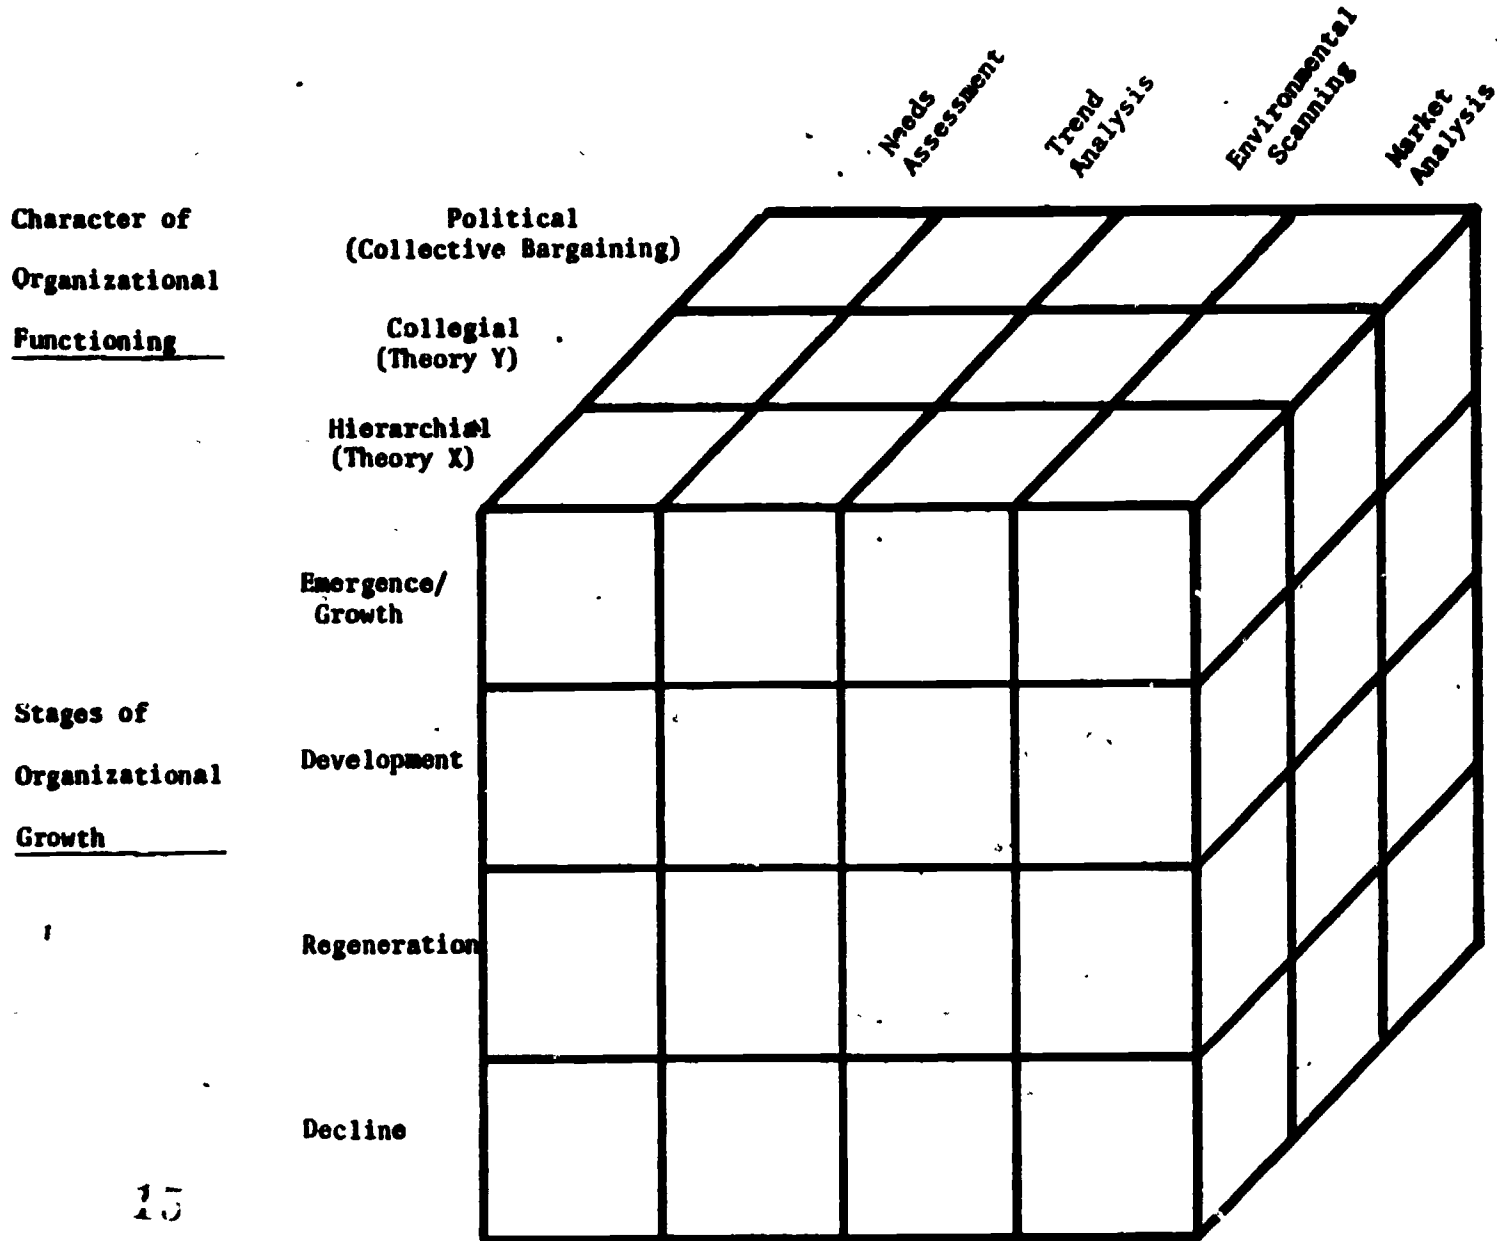 Needs
Assessment
Trend
Analysis
Environmental
Scanning
Market
Analysis
Character of
Organizational
Functioning
Political
(Collective Bargaining)
Collegial
(Theory Y)
Hierarchial
(Theory X)
Emergence/
Growth
Stages of
Organizational
Growth
Development
Regeneration
Decline